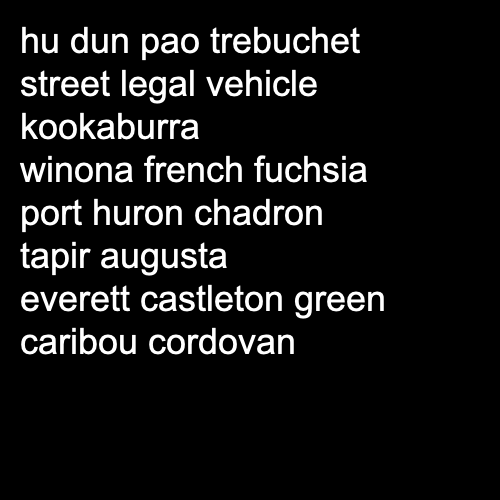 hu dun pao trebuchet
street legal vehicle
kookaburra
winona french fuchsia
port huron chadron
tapir augusta
everett castleton green
caribou cordovan